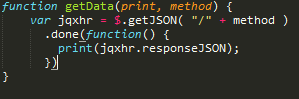 function getData(print, method) {
    var jqxhr = $.getJSON( "/" + method )
      .done(function() {
        print(jqxhr.responseJSON);
      })
}